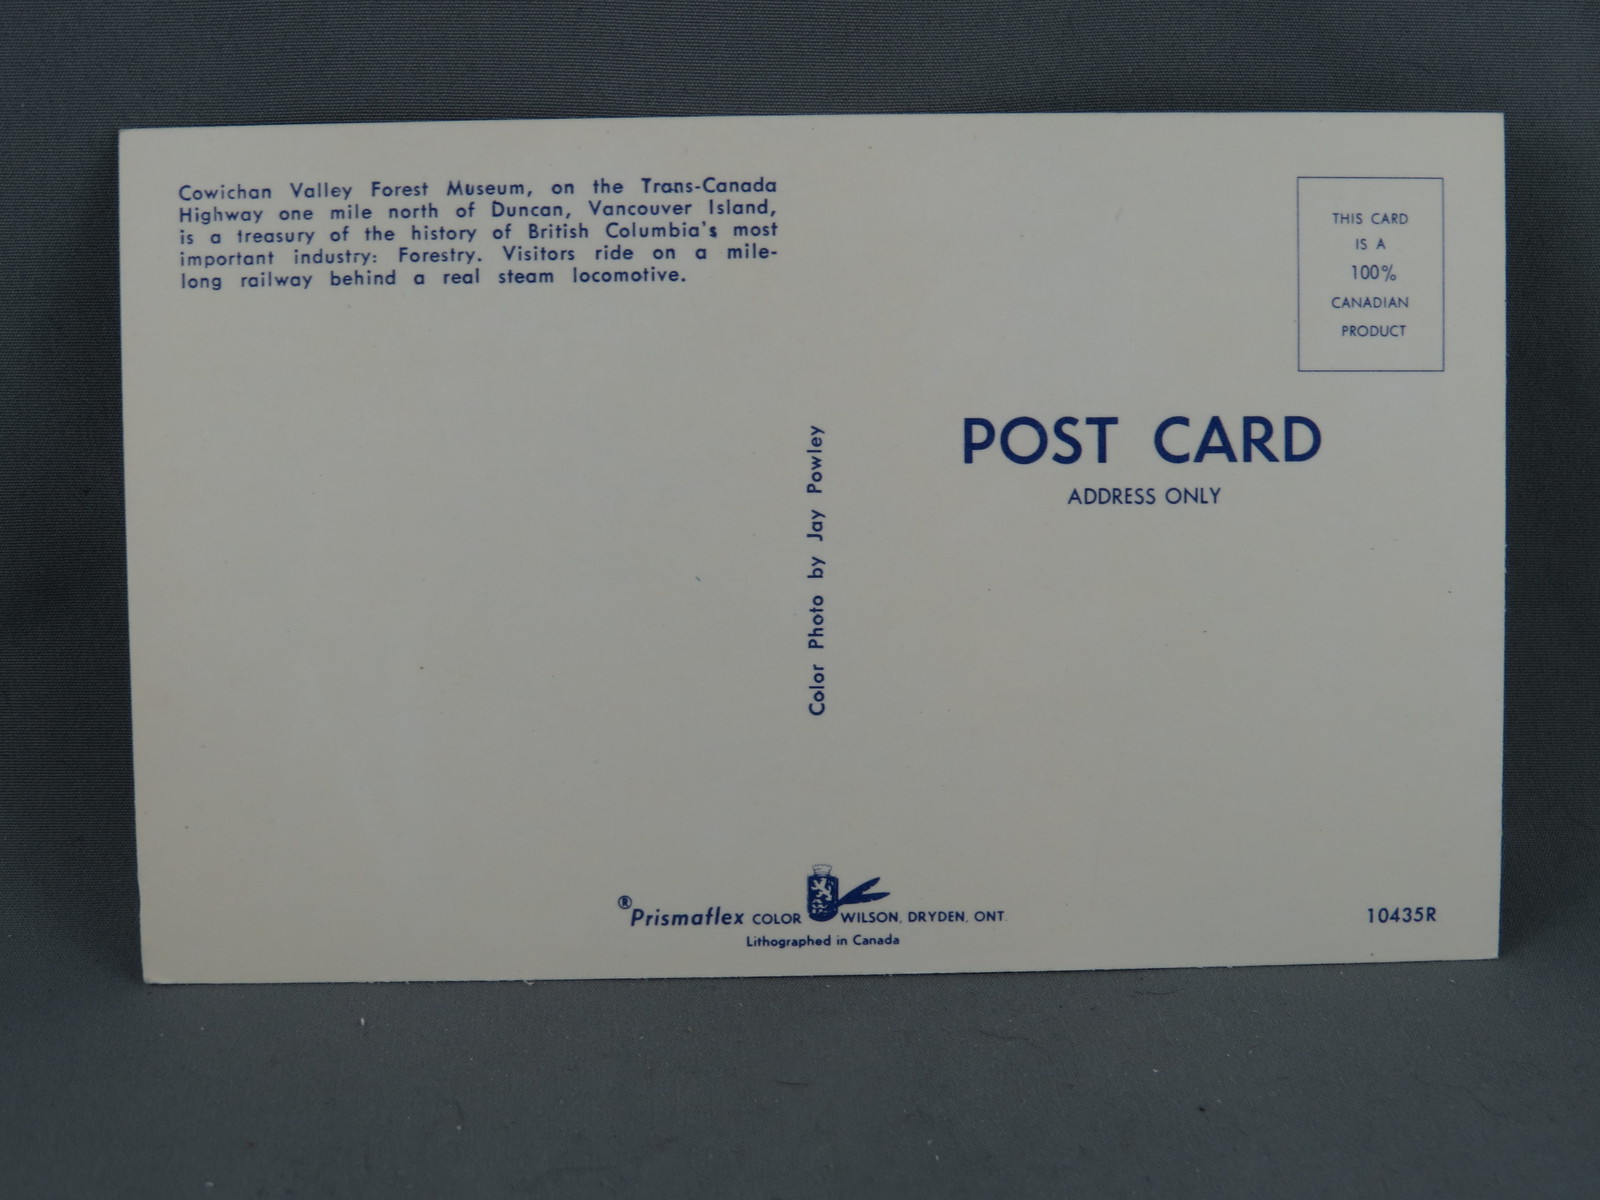 Cowichan Valley Forest Museum, on the Trans-Canada
Highway one mile north of Duncan, Vancouver Island,
is a treasury of the history of British Columbia's most
important industry: Forestry. Visitors ride on a mile-
long railway behind a real steam locomotive.
THIS CARD
IS A
100%
CANADIAN
PRODUCT
POST CARD
ADDRESS ONLY
Color Photo by Jay Powley
®Prismaflex COLOR WILSON, DRYDEN, ONT.
Lithographed in Canada
10435R